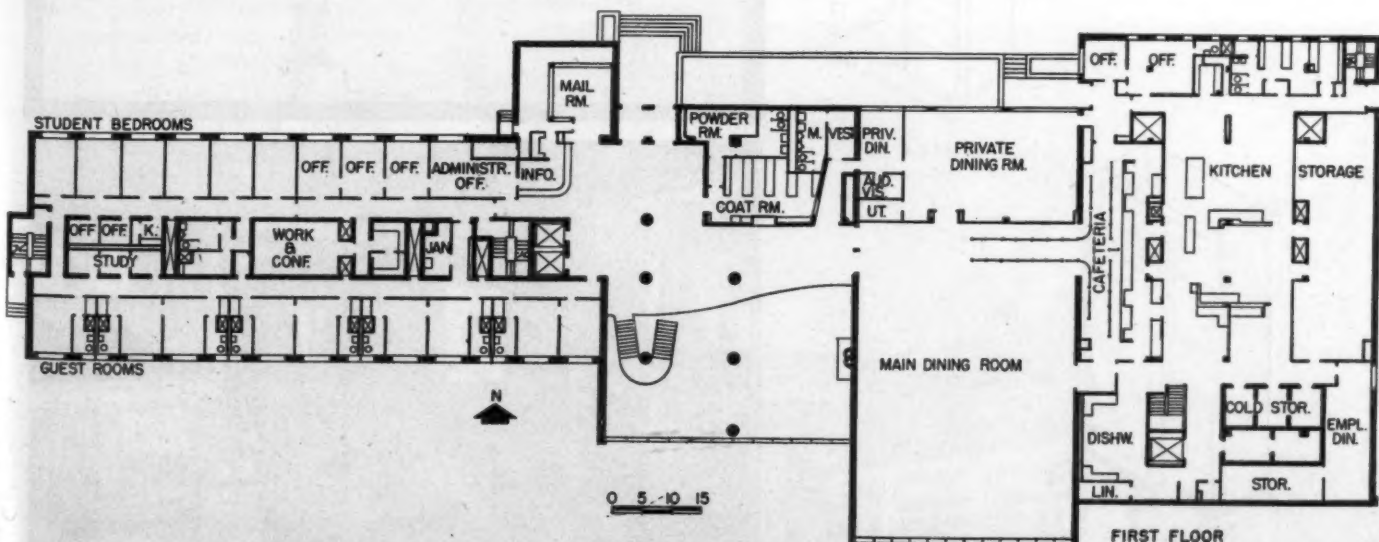 MAIL
RM.
OFF.
OFF.
STUDENT BEDROOMS
POWDER
RM.
M.
VEST.
PRIV.
DIN.
PRIVATE
DINING RM.
KITCHEN
STORAGE
OFF.
OFF.
OFF.
ADMINISTR.
OFF.
INFO.
AUD.
VIS.
UT.
COAT RM.
OFF.
OFF.
K.
STUDY
WORK
&
CONF.
JAN.
CAFETERIA
GUEST ROOMS
N
MAIN DINING ROOM
COLD STOR.
EMPL.
DIN.
DISHW.
STOR.
LIN.
0 5 10 15
FIRST FLOOR